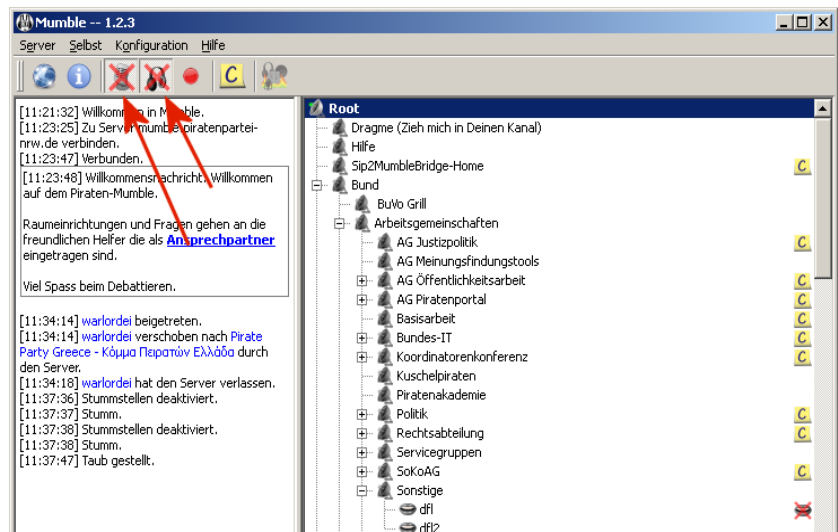 Mumble -- 1.2.3
Server Selbst Konfiguration Hilfe
C
[11:21:32] Willkommen in Mumble.
[11:23:25] Zu Server mumble.piratenpartei-
nrw.de verbinden.
[11:23:47] Verbunden.
[11:23:48] Willkommensnachricht: Willkommen
auf dem Piraten-Mumble.
Raumeinrichtungen und Fragen gehen an die
freundlichen Helfer die als Ansprechpartner
eingetragen sind.
Viel Spass beim Debattieren.
[11:34:14] warlordei beigetreten.
[11:34:14] warlordei verschoben nach Pirate
Party Greece - Κόμμα Πειρατών Ελλάδα durch
den Server.
[11:34:18] warlordei hat den Server verlassen.
[11:37:36] Stummstellen deaktiviert.
[11:37:37] Stumm.
[11:37:38] Stummstellen deaktiviert.
[11:37:38] Stumm.
[11:37:47] Taub gestellt.
Root
Dragme (Zieh mich in Deinen Kanal)
Hilfe
Sip2MumbleBridge-Home C
Bund
BuVo Grill
Arbeitsgemeinschaften
AG Justizpolitik C
AG Meinungsfindungstools
AG Öffentlichkeitsarbeit C
AG Piratenportal C
Basisarbeit C
Bundes-IT C
Koordinatorenkonferenz C
Kuschelpiraten
Piratenakademie
Politik C
Rechtsabteilung C
Servicegruppen
SoKoAG C
Sonstige
dfl
dfl2